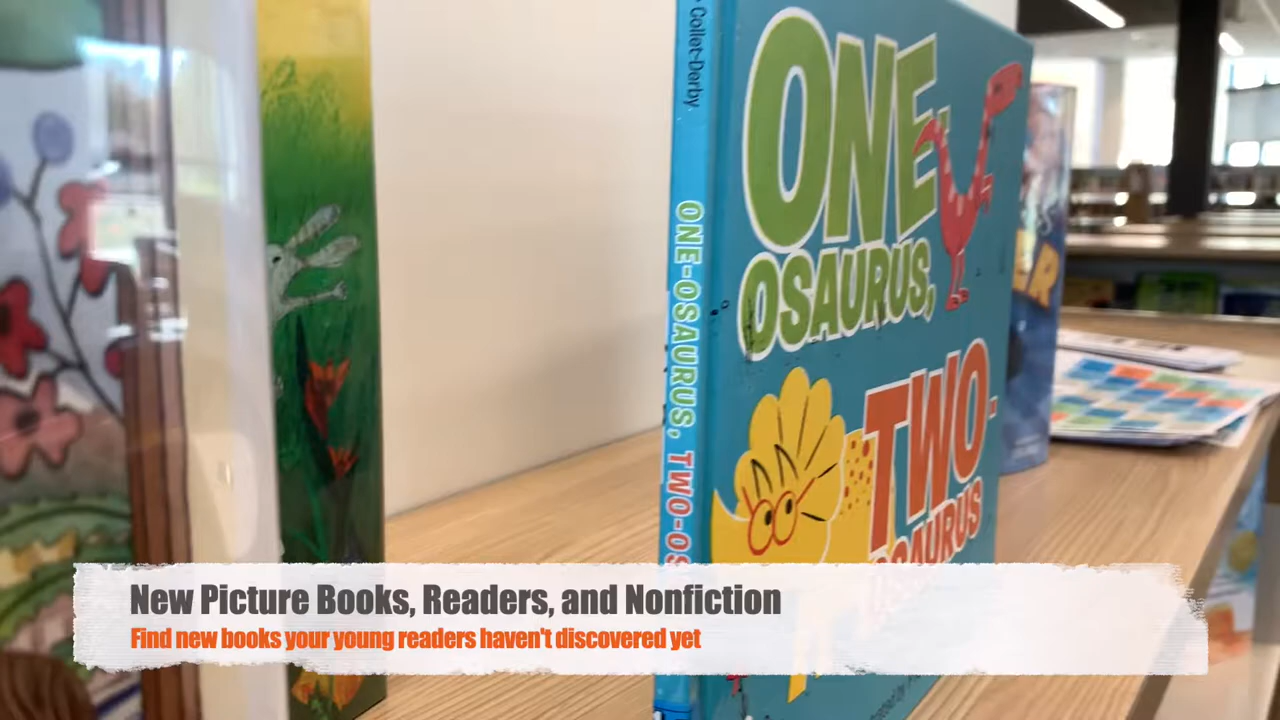 Collet-Derby
ONE-OSAURUS, TWO-OS
ONE-
OSAURUS,
TWO-
OSAURUS
New Picture Books, Readers, and Nonfiction
Find new books your young readers haven't discovered yet